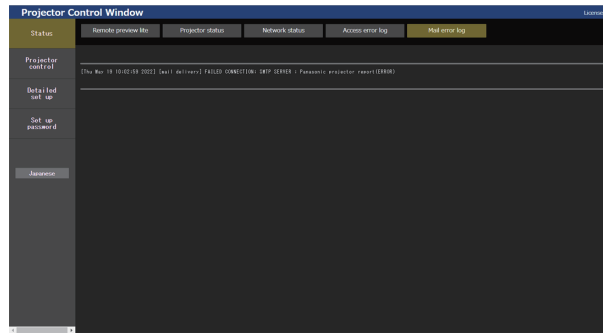 Projector Control Window
License
Status
Remote preview lite
Projector status
Network status
Access error log
Mail error log
Projector
control
[Thu May 19 10:02:59 2022] [mail delivery] FAILED CONNECTION: SMTP SERVER : Panasonic projector report(ERROR)
Detailed
set up
Set up
password
Japanese